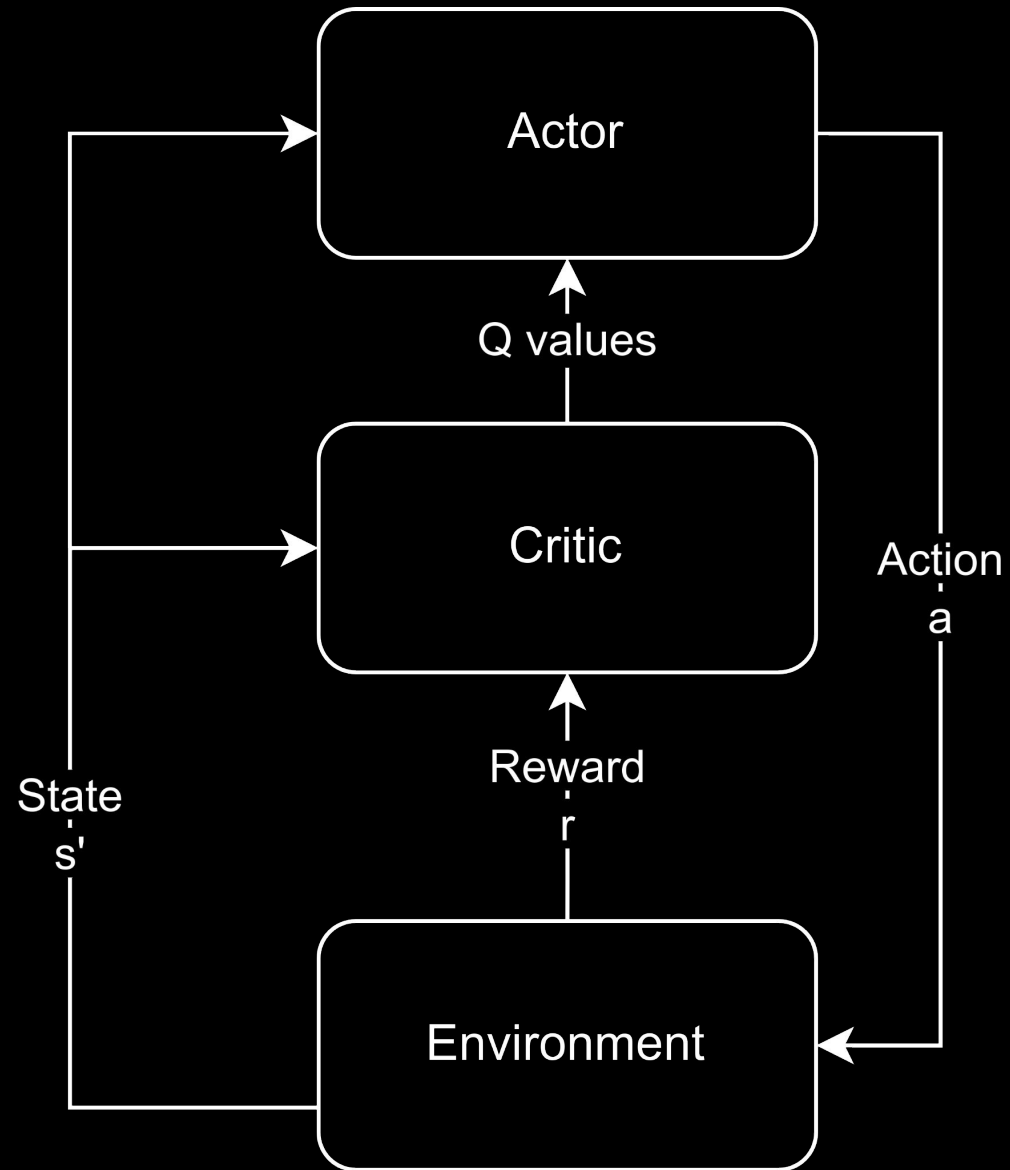 Actor
Q values
Critic
Action
a
Reward
r
State
s'
Environment